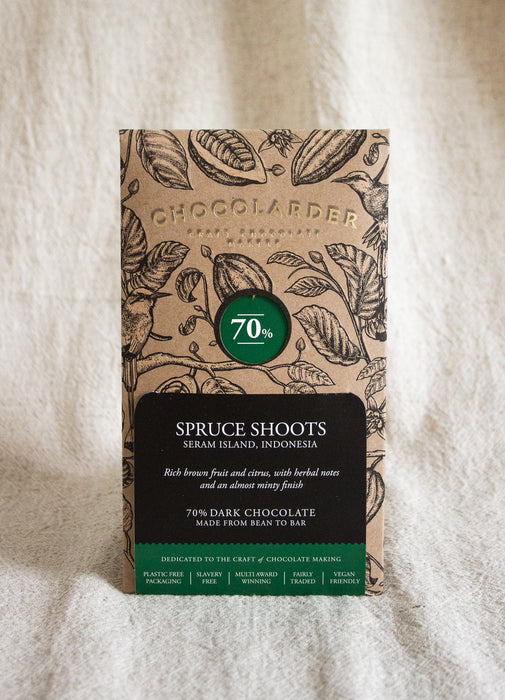 CHOCOLARDER
CRAFT CHOCOLATE
MAKERS
70%
SPRUCE SHOOTS
SERAM ISLAND, INDONESIA
Rich brown fruit and citrus, with herbal notes
and an almost minty finish
70% DARK CHOCOLATE
MADE FROM BEAN TO BAR
DEDICATED TO THE CRAFT of CHOCOLATE MAKING
PLASTIC FREE PACKAGING | SLAVERY FREE | MULTI AWARD WINNING | FAIRLY TRADED | VEGAN FRIENDLY